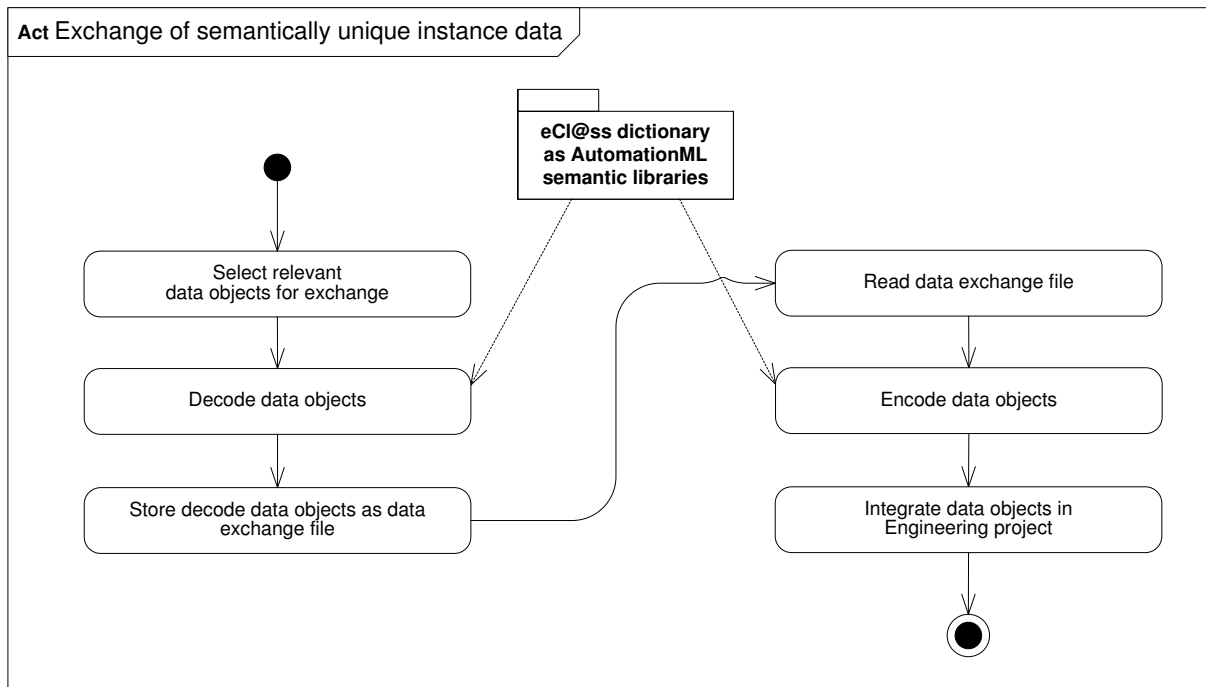 Act Exchange of semantically unique instance data
eCl@ss dictionary
as AutomationML
semantic libraries
Select relevant
data objects for exchange
Decode data objects
Store decode data objects as data
exchange file
Read data exchange file
Encode data objects
Integrate data objects in
Engineering project